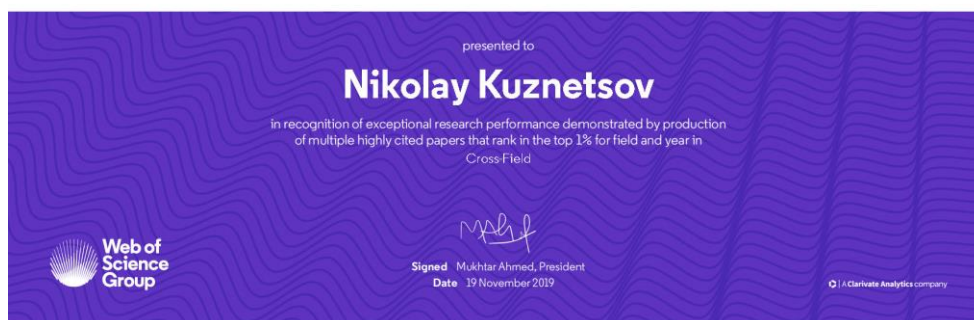 presented to
Nikolay Kuznetsov
in recognition of exceptional research performance demonstrated by production
of multiple highly cited papers that rank in the top 1% for field and year in
Cross-Field
Signed Mukhtar Ahmed, President
Date 19 November 2019
Web of
Science
Group
A Clarivate Analytics company